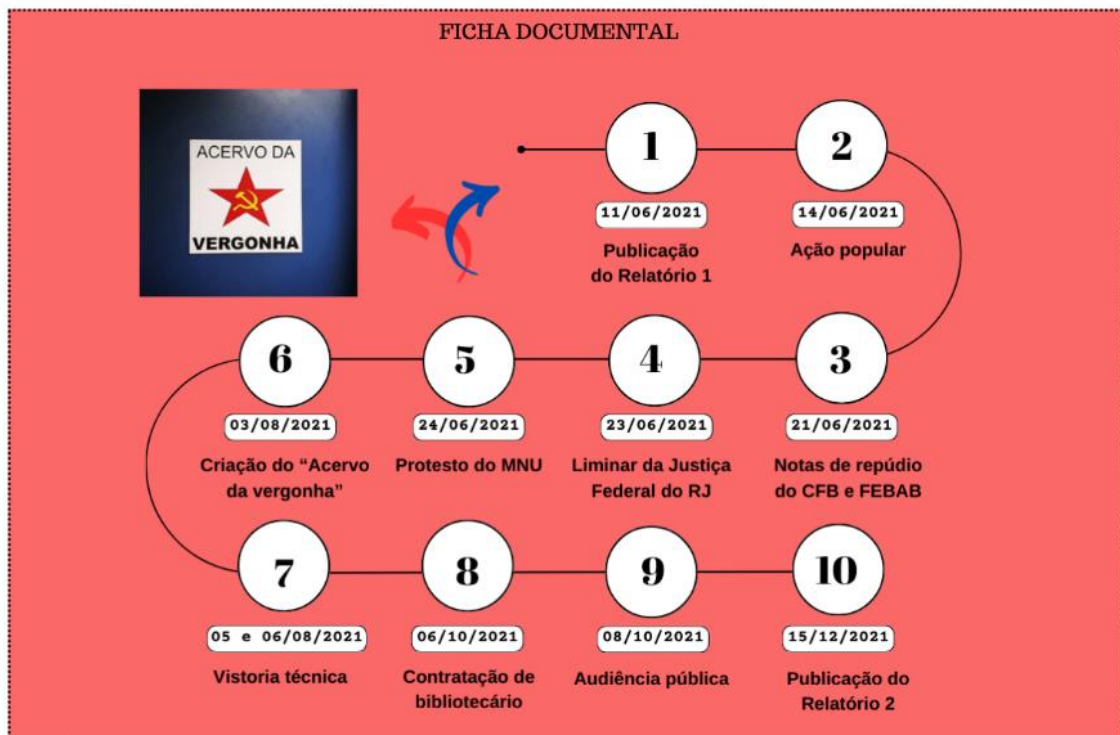 FICHA DOCUMENTAL
ACERVO DA
VERGONHA
1
11/06/2021
Publicação
do Relatório 1
2
14/06/2021
Ação popular
3
21/06/2021
Notas de repúdio
do CFB e FEBAB
4
23/06/2021
Liminar da Justiça
Federal do RJ
5
24/06/2021
Protesto do MNU
6
03/08/2021
Criação do “Acervo
da vergonha”
7
05 e 06/08/2021
Vistoria técnica
8
06/10/2021
Contratação de
bibliotecário
9
08/10/2021
Audiência pública
10
15/12/2021
Publicação do
Relatório 2